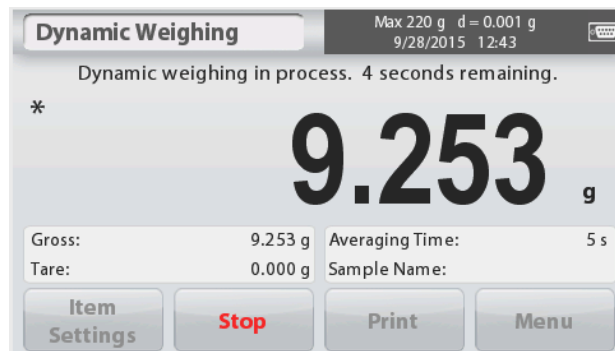 Dynamic Weighing
Max 220 g d = 0.001 g
9/28/2015 12:43
Dynamic weighing in process. 4 seconds remaining.
*
9.253 g
Gross: 9.253 g
Tare: 0.000 g
Averaging Time: 5 s
Sample Name:
Item Settings
Stop
Print
Menu